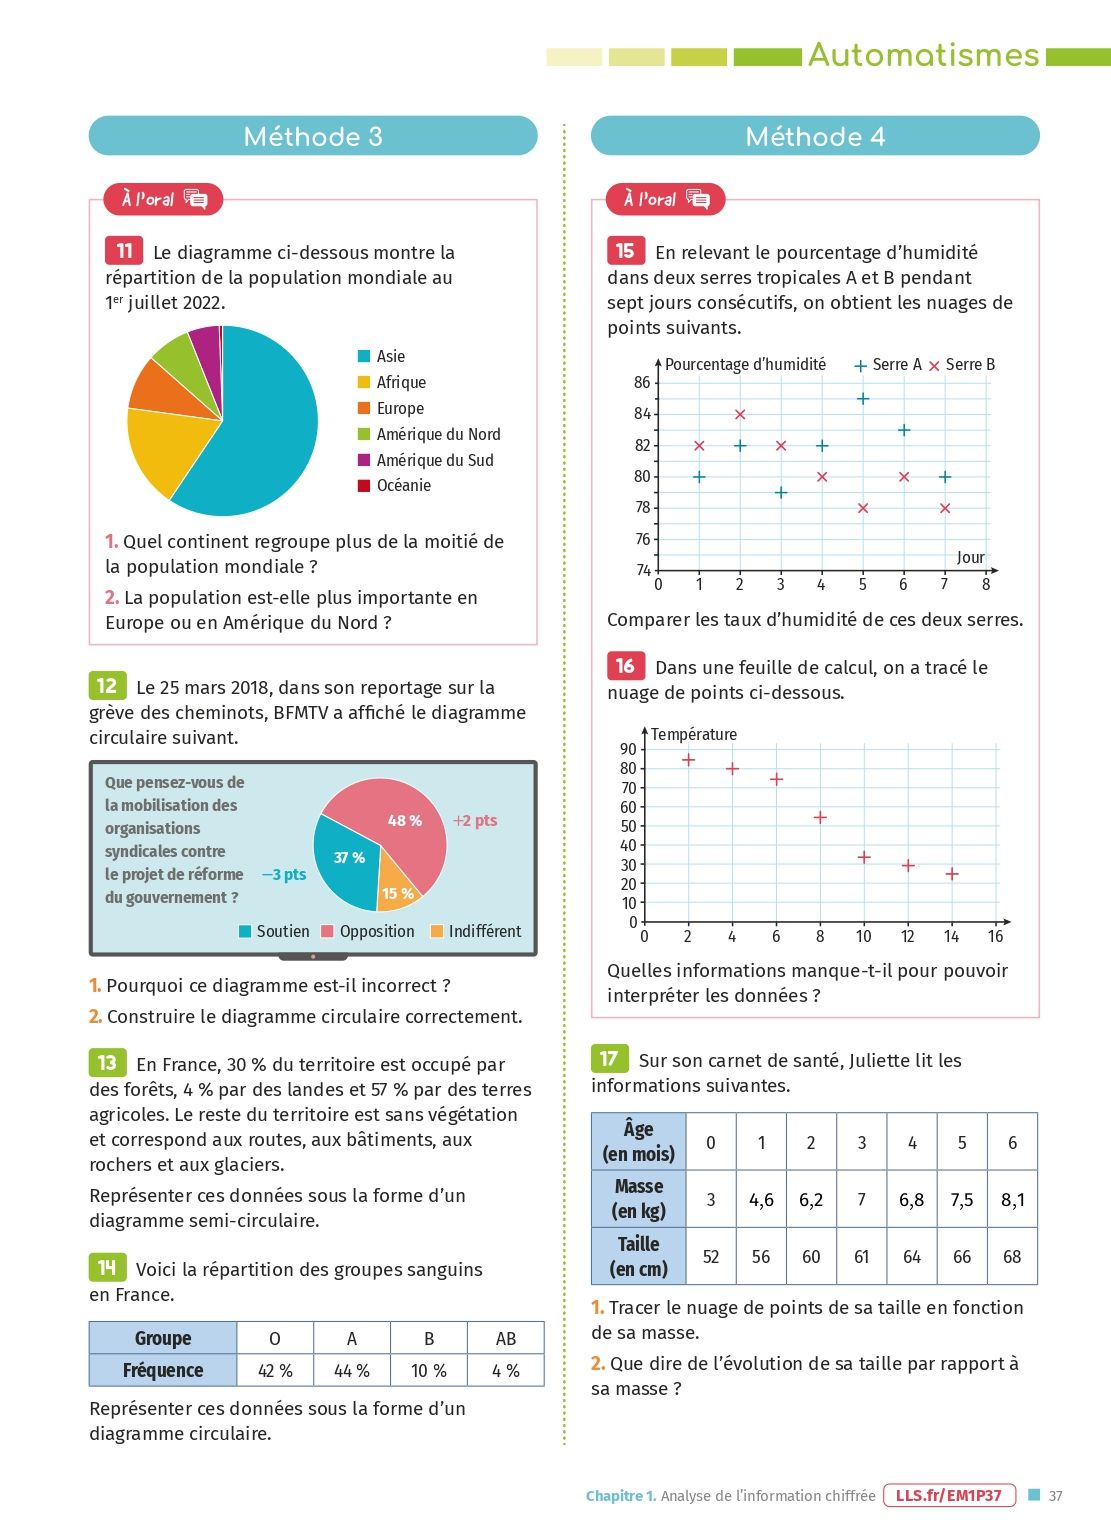 Automatismes
Méthode 3
À l'oral
11 Le diagramme ci-dessous montre la
répartition de la population mondiale au
1er juillet 2022.
Asie
Afrique
Europe
Amérique du Nord
Amérique du Sud
Océanie
1. Quel continent regroupe plus de la moitié de
la population mondiale ?
2. La population est-elle plus importante en
Europe ou en Amérique du Nord ?
12 Le 25 mars 2018, dans son reportage sur la
grève des cheminots, BFMTV a affiché le diagramme
circulaire suivant.
Que pensez-vous de
la mobilisation des
organisations
syndicales contre
le projet de réforme
du gouvernement ?
48 %
+2 pts
37 %
−3 pts
15 %
Soutien Opposition Indifférent
1. Pourquoi ce diagramme est-il incorrect ?
2. Construire le diagramme circulaire correctement.
13 En France, 30 % du territoire est occupé par
des forêts, 4 % par des landes et 57 % par des terres
agricoles. Le reste du territoire est sans végétation
et correspond aux routes, aux bâtiments, aux
rochers et aux glaciers.
Représenter ces données sous la forme d'un
diagramme semi-circulaire.
14 Voici la répartition des groupes sanguins
en France.
Groupe O A B AB
Fréquence 42 % 44 % 10 % 4 %
Représenter ces données sous la forme d'un
diagramme circulaire.
Méthode 4
À l'oral
15 En relevant le pourcentage d'humidité
dans deux serres tropicales A et B pendant
sept jours consécutifs, on obtient les nuages de
points suivants.
Pourcentage d'humidité Serre A Serre B
86
84
82
80
78
76
74
Jour
0 1 2 3 4 5 6 7 8
Comparer les taux d'humidité de ces deux serres.
16 Dans une feuille de calcul, on a tracé le
nuage de points ci-dessous.
Température
90
80
70
60
50
40
30
20
10
0
0 2 4 6 8 10 12 14 16
Quelles informations manque-t-il pour pouvoir
interpréter les données ?
17 Sur son carnet de santé, Juliette lit les
informations suivantes.
Âge
(en mois) 0 1 2 3 4 5 6
Masse
(en kg) 3 4,6 6,2 7 6,8 7,5 8,1
Taille
(en cm) 52 56 60 61 64 66 68
1. Tracer le nuage de points de sa taille en fonction
de sa masse.
2. Que dire de l'évolution de sa taille par rapport à
sa masse ?
Chapitre 1. Analyse de l'information chiffrée LLS.fr/EM1P37 37